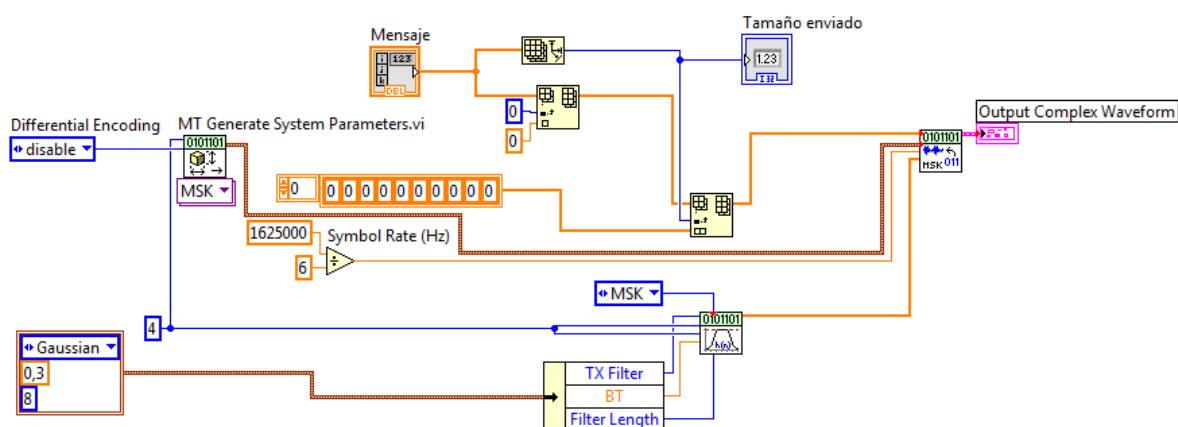 Mensaje
i
j
k
123
DBL
Tamaño enviado
1.23
I32
Differential Encoding
MT Generate System Parameters.vi
disable
0101101
MSK
0
0
Output Complex Waveform
0101101
MSK 011
0
0 0 0 0 0 0 0 0 0 0
1625000
Symbol Rate (Hz)
6
MSK
4
0101101
h(n)
Gaussian
0,3
8
TX Filter
BT
Filter Length